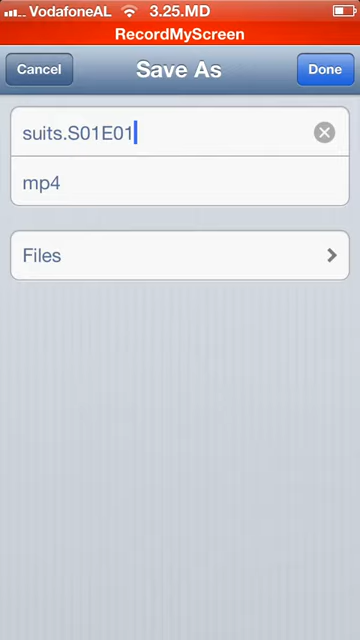 VodafoneAL 3.25.MD
RecordMyScreen
Cancel Save As Done
suits.S01E01
mp4
Files